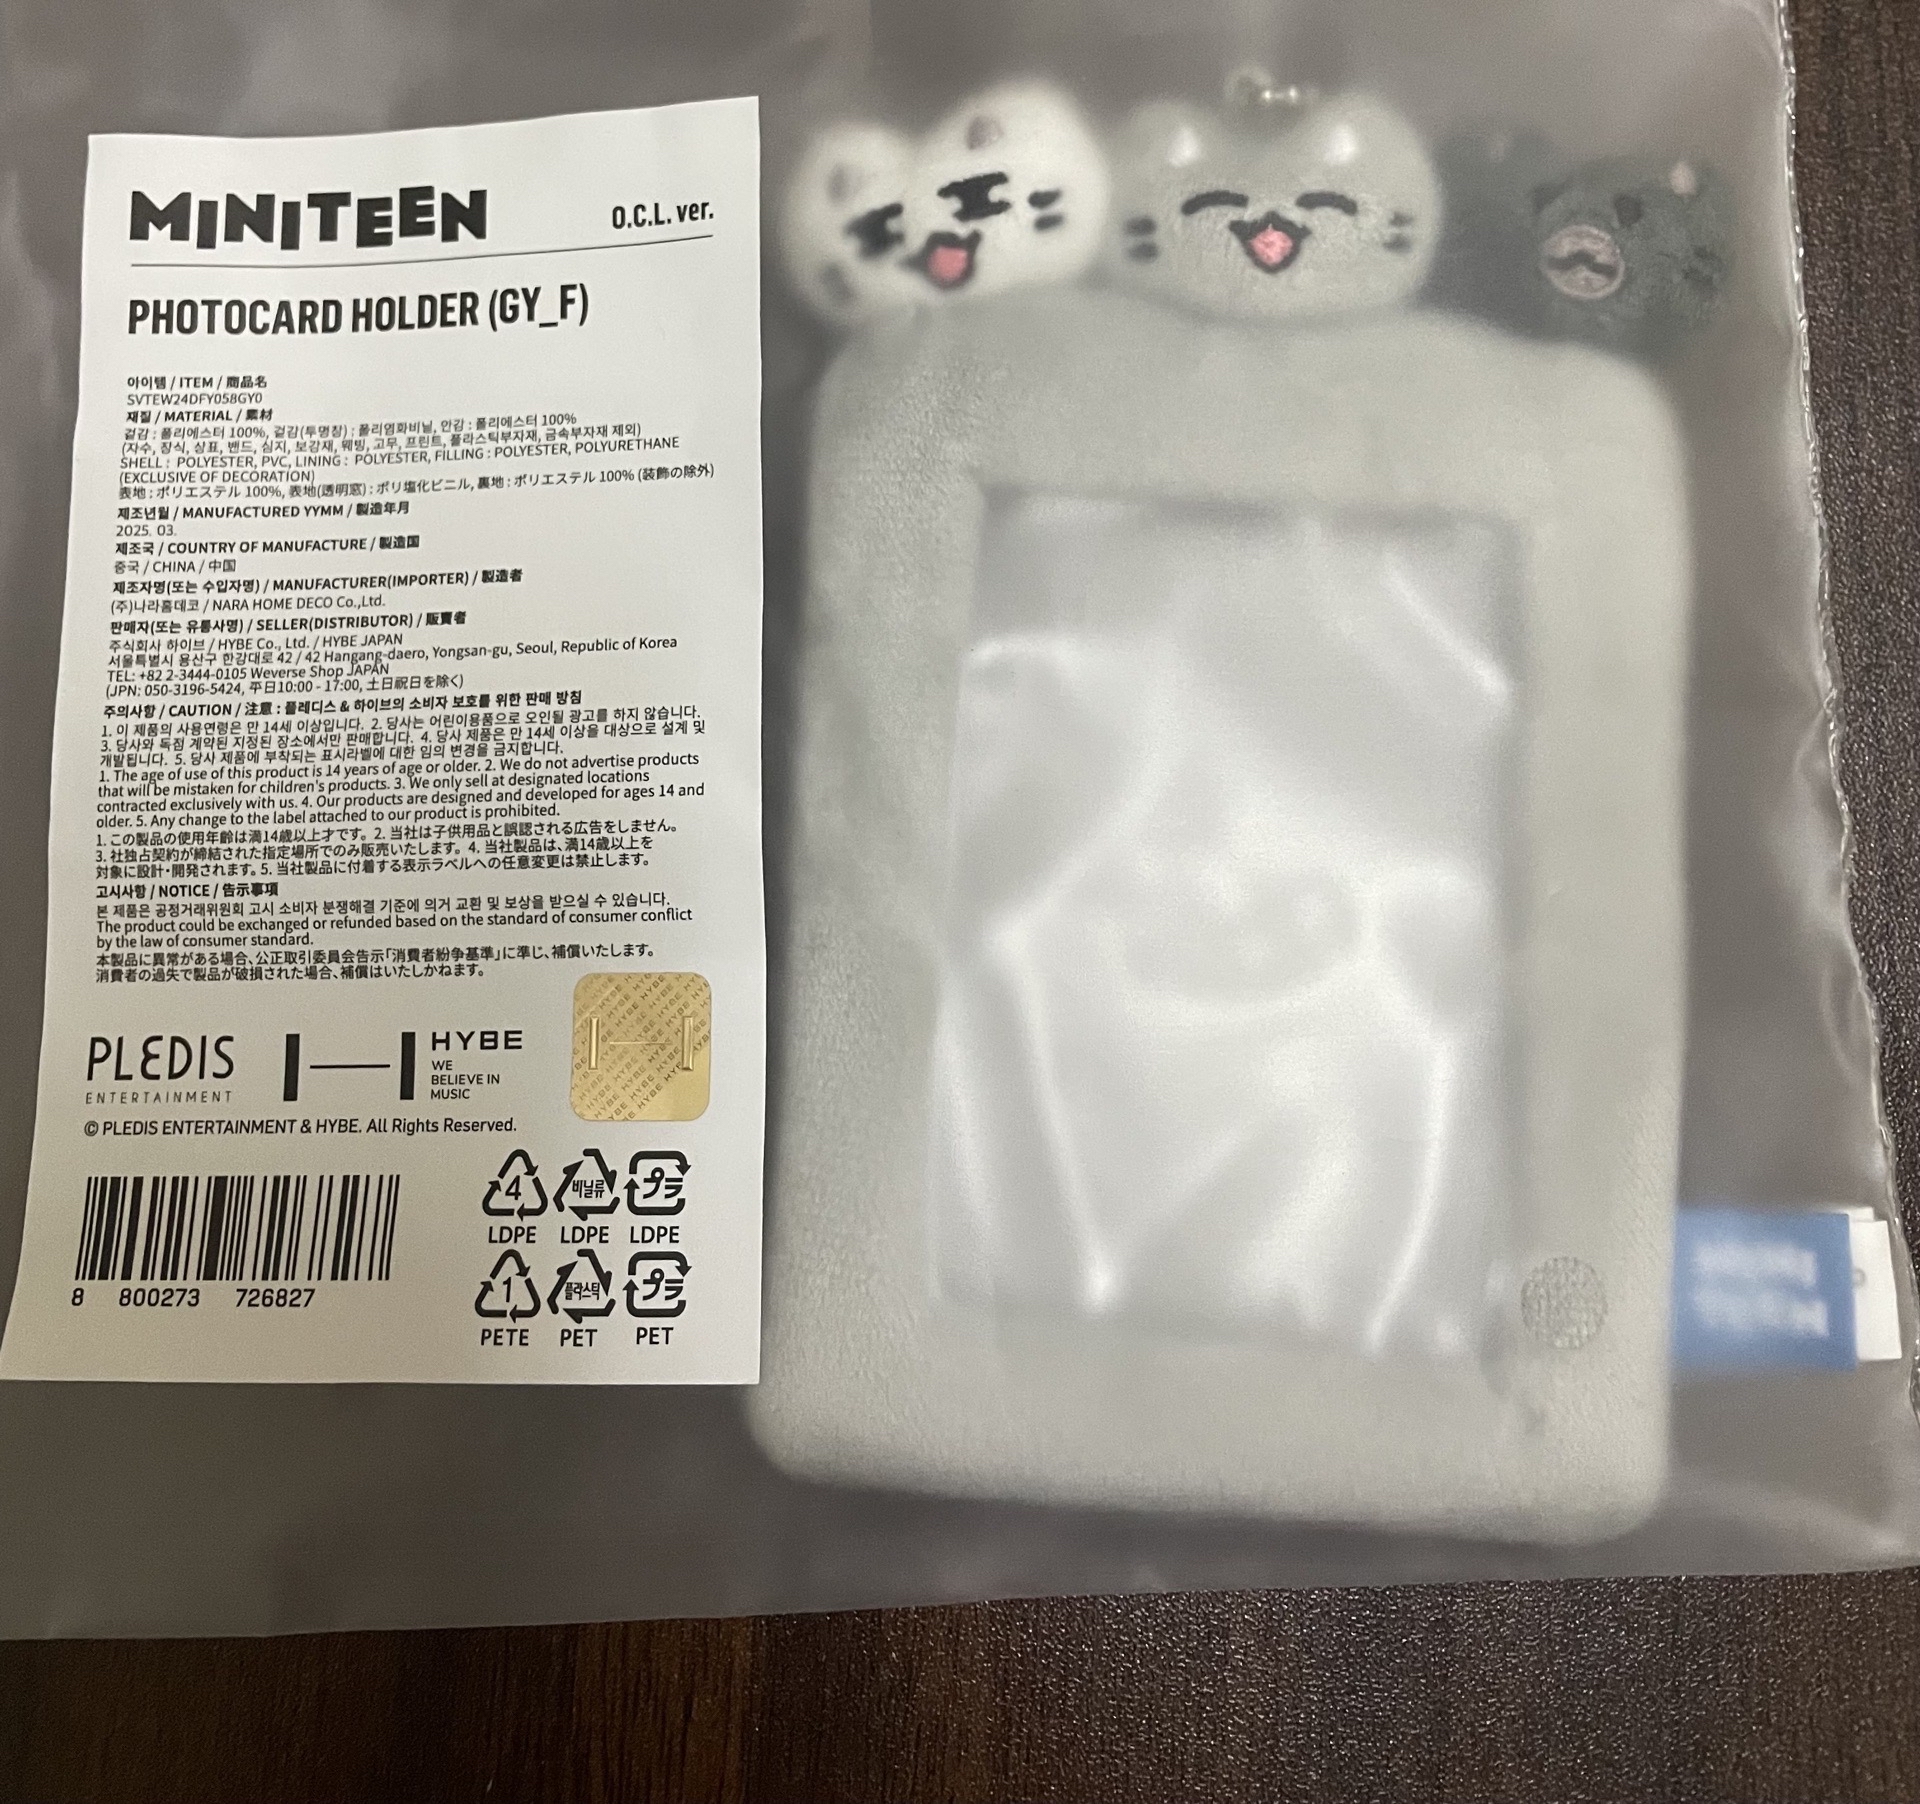 MINITEEN
O.C.L. ver.
PHOTOCARD HOLDER (GY_F)
아이템 / ITEM / 商品名
SVTEW24DFY058GY0
재질 / MATERIAL / 素材
겉감 : 폴리에스터 100%, 겉감(투명창) : 폴리염화비닐, 안감 : 폴리에스터 100%
(자수, 장식, 상표, 밴드, 심지, 보강재, 웨빙, 고무, 프린트, 플라스틱부자재, 금속부자재 제외)
SHELL : POLYESTER, PVC, LINING : POLYESTER, FILLING : POLYESTER, POLYURETHANE
(EXCLUSIVE OF DECORATION)
表地 : ポリエステル 100%, 表地(透明窓) : ポリ塩化ビニル, 裏地 : ポリエステル 100% (装飾の除外)
제조년월 / MANUFACTURED YYMM / 製造年月
2025. 03.
제조국 / COUNTRY OF MANUFACTURE / 製造国
중국 / CHINA / 中国
제조자명(또는 수입자명) / MANUFACTURER(IMPORTER) / 製造者
(주)나라홈데코 / NARA HOME DECO Co.,Ltd.
판매자(또는 유통사명) / SELLER(DISTRIBUTOR) / 販賣者
주식회사 하이브 / HYBE Co., Ltd. / HYBE JAPAN
서울특별시 용산구 한강대로 42 / 42 Hangang-daero, Yongsan-gu, Seoul, Republic of Korea
TEL: +82 2-3444-0105 Weverse Shop JAPAN
(JPN: 050-3196-5424, 平日10:00 - 17:00, 土日祝日を除く)
주의사항 / CAUTION / 注意 : 플레디스 & 하이브의 소비자 보호를 위한 판매 방침
1. 이 제품의 사용연령은 만 14세 이상입니다. 2. 당사는 어린이용품으로 오인될 광고를 하지 않습니다.
3. 당사와 독점 계약된 지정된 장소에서만 판매합니다. 4. 당사 제품은 만 14세 이상을 대상으로 설계 및
개발됩니다. 5. 당사 제품에 부착되는 표시라벨에 대한 임의 변경을 금지합니다.
1. The age of use of this product is 14 years of age or older. 2. We do not advertise products
that will be mistaken for children's products. 3. We only sell at designated locations
contracted exclusively with us. 4. Our products are designed and developed for ages 14 and
older. 5. Any change to the label attached to our product is prohibited.
1. この製品の使用年齢は満14歳以上才です。2. 当社は子供用品と誤認される広告をしません。
3. 社独占契約が締結された指定場所でのみ販売いたします。4. 当社製品は、満14歳以上を
対象に設計・開発されます。5. 当社製品に付着する表示ラベルへの任意変更は禁止します。
고시사항 / NOTICE / 告示事項
본 제품은 공정거래위원회 고시 소비자 분쟁해결 기준에 의거 교환 및 보상을 받으실 수 있습니다.
The product could be exchanged or refunded based on the standard of consumer conflict
by the law of consumer standard.
本製品に異常がある場合、公正取引委員会告示「消費者紛争基準」に準じ、補償いたします。
消費者の過失で製品が破損された場合、補償はいたしかねます。
PLEDIS
ENTERTAINMENT
HYBE
WE
BELIEVE IN
MUSIC
© PLEDIS ENTERTAINMENT & HYBE. All Rights Reserved.
4 비닐류 プラ
LDPE LDPE LDPE
1 플라스틱 プラ
PETE PET PET
8 800273 726827